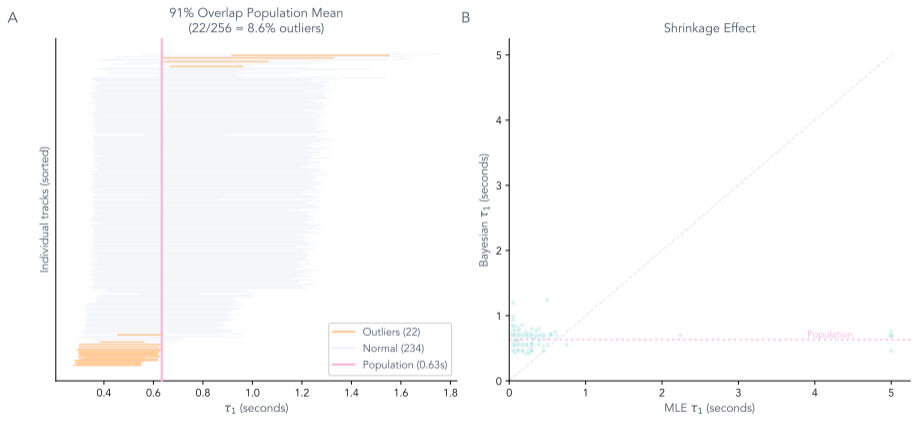 A
91% Overlap Population Mean
(22/256 = 8.6% outliers)
Individual tracks (sorted)
Outliers (22)
Normal (234)
Population (0.63s)
0.4 0.6 0.8 1.0 1.2 1.4 1.6 1.8
τ1 (seconds)
B
Shrinkage Effect
Bayesian τ1 (seconds)
5
4
3
2
1
0
Population
0 1 2 3 4 5
MLE τ1 (seconds)